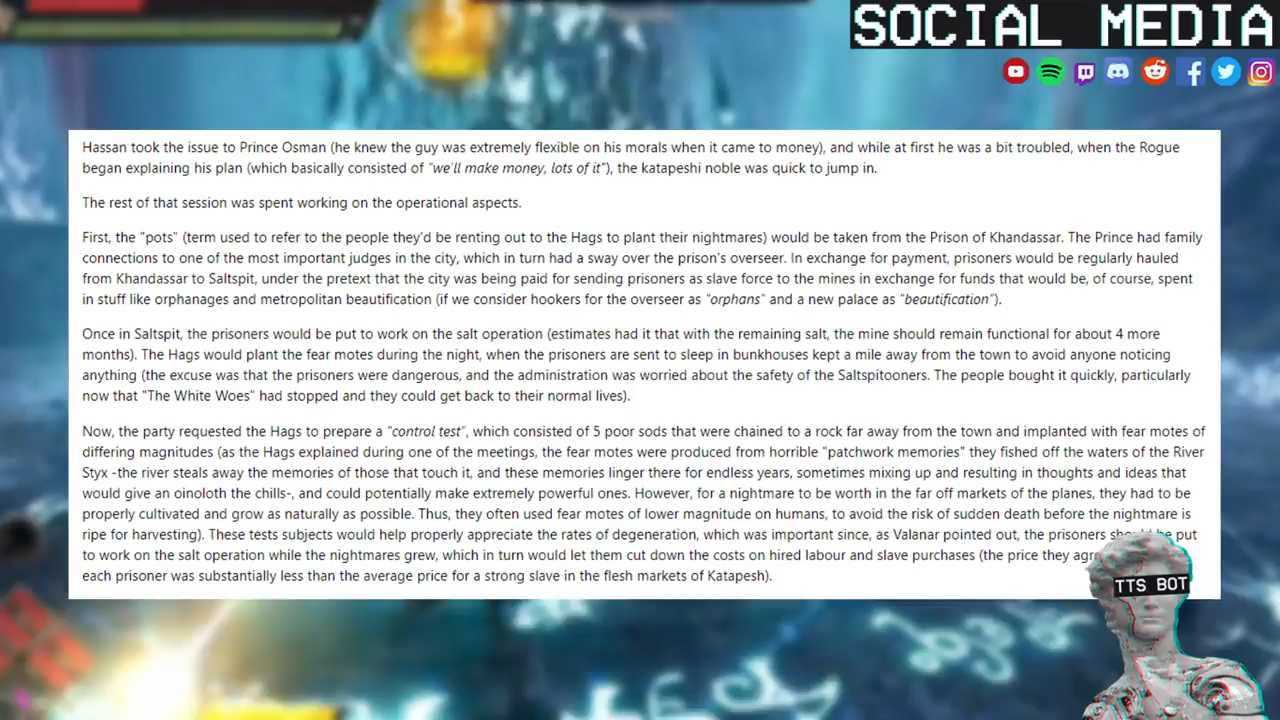 SOCIAL MEDIA
Hassan took the issue to Prince Osman (he knew the guy was extremely flexible on his morals when it came to money), and while at first he was a bit troubled, when the Rogue
began explaining his plan (which basically consisted of "we'll make money, lots of it"), the katapeshi noble was quick to jump in.
The rest of that session was spent working on the operational aspects.
First, the "pots" (term used to refer to the people they'd be renting out to the Hags to plant their nightmares) would be taken from the Prison of Khandassar. The Prince had family
connections to one of the most important judges in the city, which in turn had a sway over the prison's overseer. In exchange for payment, prisoners would be regularly hauled
from Khandassar to Saltspit, under the pretext that the city was being paid for sending prisoners as slave force to the mines in exchange for funds that would be, of course, spent
in stuff like orphanages and metropolitan beautification (if we consider hookers for the overseer as "orphans" and a new palace as "beautification").
Once in Saltspit, the prisoners would be put to work on the salt operation (estimates had it that with the remaining salt, the mine should remain functional for about 4 more
months). The Hags would plant the fear motes during the night, when the prisoners are sent to sleep in bunkhouses kept a mile away from the town to avoid anyone noticing
anything (the excuse was that the prisoners were dangerous, and the administration was worried about the safety of the Saltspitooners. The people bought it quickly, particularly
now that "The White Woes" had stopped and they could get back to their normal lives).
Now, the party requested the Hags to prepare a "control test", which consisted of 5 poor sods that were chained to a rock far away from the town and implanted with fear motes of
differing magnitudes (as the Hags explained during one of the meetings, the fear motes were produced from horrible "patchwork memories" they fished off the waters of the River
Styx -the river steals away the memories of those that touch it, and these memories linger there for endless years, sometimes mixing up and resulting in thoughts and ideas that
would give an oinoloth the chills-, and could potentially make extremely powerful ones. However, for a nightmare to be worth in the far off markets of the planes, they had to be
properly cultivated and grow as naturally as possible. Thus, they often used fear motes of lower magnitude on humans, to avoid the risk of sudden death before the nightmare is
ripe for harvesting). These tests subjects would help properly appreciate the rates of degeneration, which was important since, as Valanar pointed out, the prisoners be put
to work on the salt operation while the nightmares grew, which in turn would let them cut down the costs on hired labour and slave purchases (the price they
each prisoner was substantially less than the average price for a strong slave in the flesh markets of Katapesh).
TTS BOT